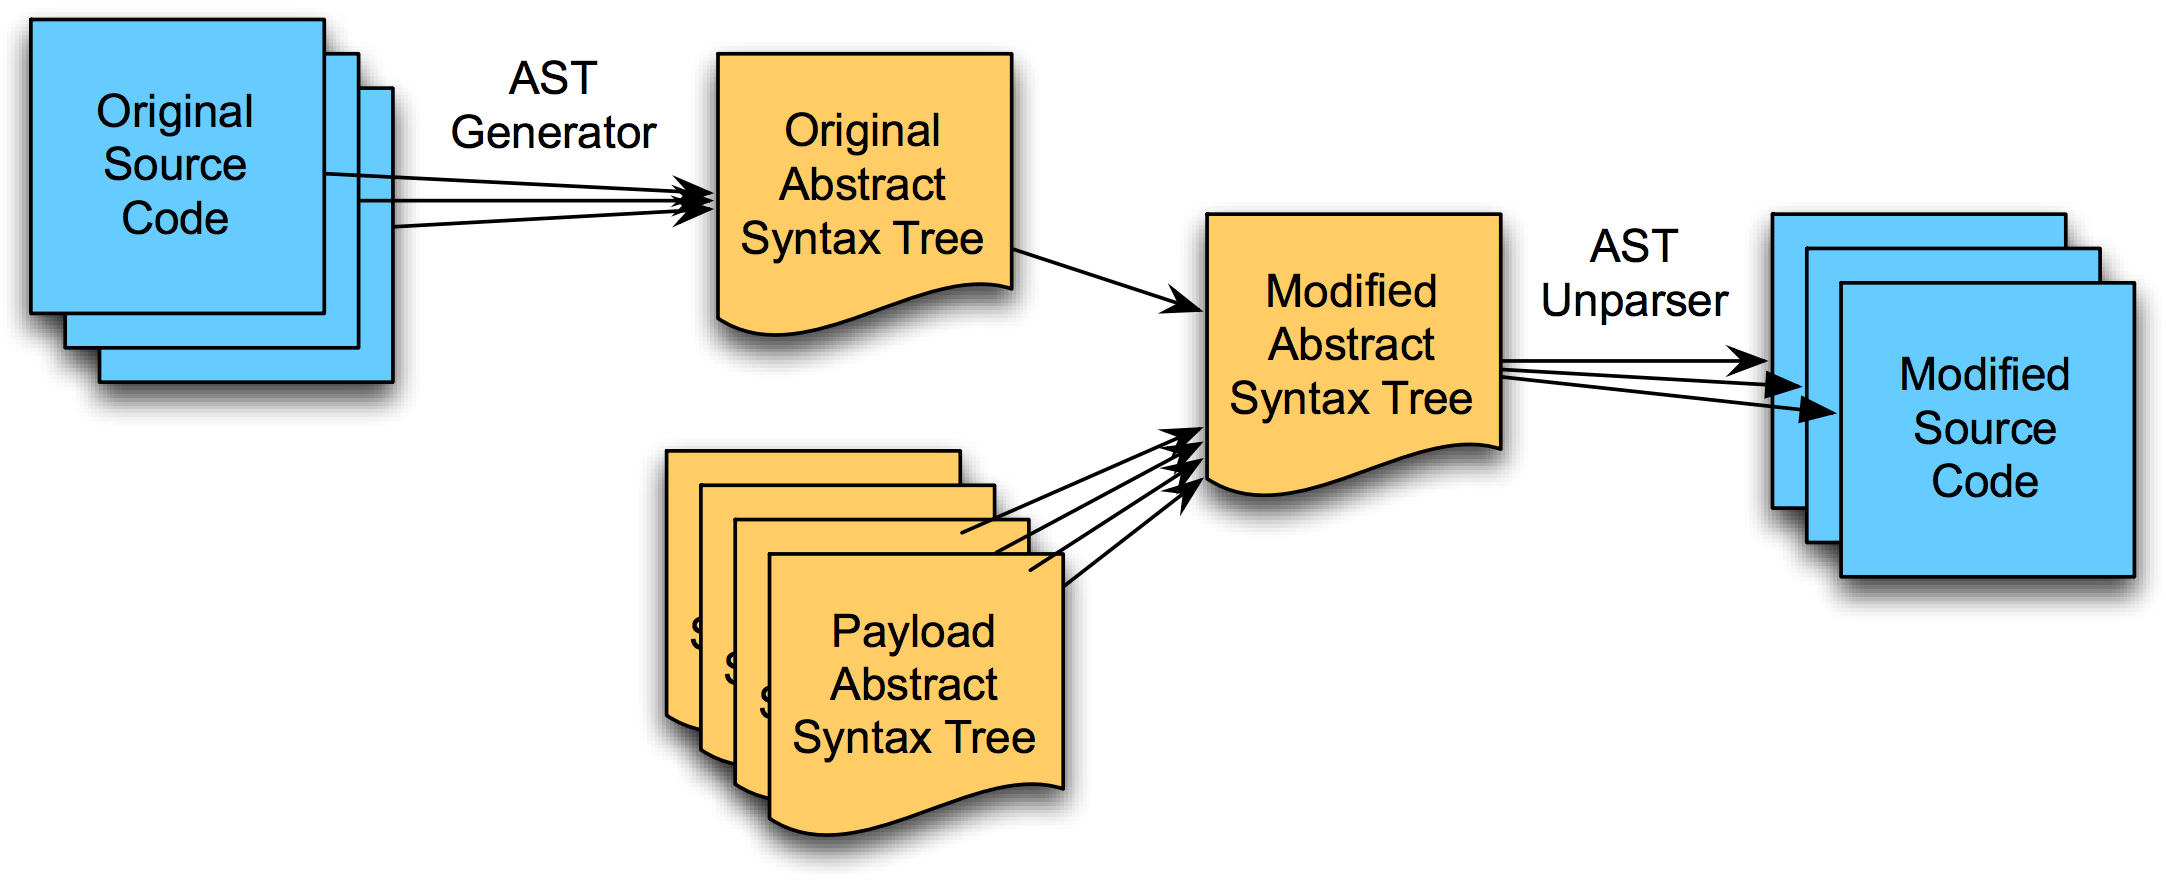 Original
Source
Code
AST
Generator
Original
Abstract
Syntax Tree
Modified
Abstract
Syntax Tree
AST
Unparser
Modified
Source
Code
Payload
Abstract
Syntax Tree